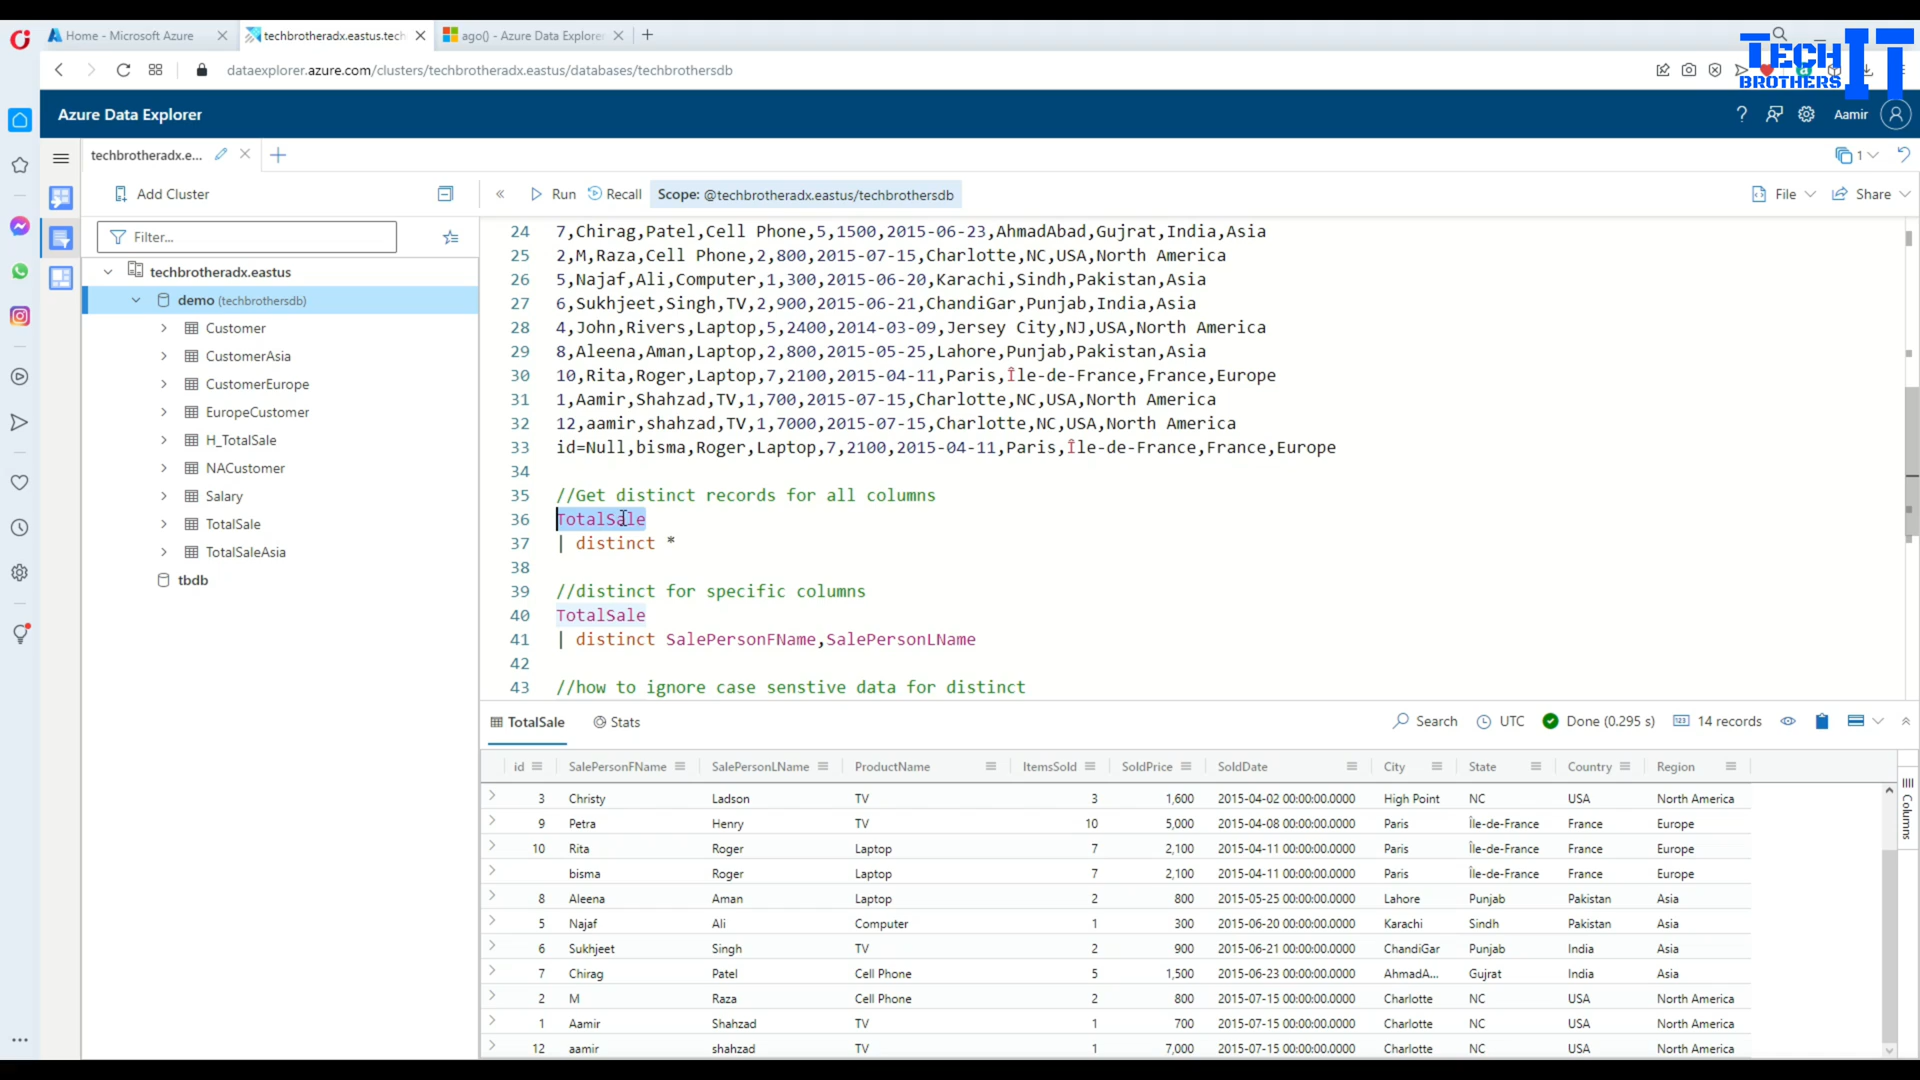 Home - Microsoft Azure
techbrotheradx.eastus.tech
ago() - Azure Data Explorer
TECH IT
BROTHERS
dataexplorer.azure.com/clusters/techbrotheradx.eastus/databases/techbrothersdb
Azure Data Explorer
? Aamir
techbrotheradx.e...
1
Add Cluster
Run
Recall
Scope: @techbrotheradx.eastus/techbrothersdb
File
Share
Filter...
techbrotheradx.eastus
demo (techbrothersdb)
Customer
CustomerAsia
CustomerEurope
EuropeCustomer
H_TotalSale
NACustomer
Salary
TotalSale
TotalSaleAsia
tbdb
24 7,Chirag,Patel,Cell Phone,5,1500,2015-06-23,AhmadAbad,Gujrat,India,Asia
25 2,M,Raza,Cell Phone,2,800,2015-07-15,Charlotte,NC,USA,North America
26 5,Najaf,Ali,Computer,1,300,2015-06-20,Karachi,Sindh,Pakistan,Asia
27 6,Sukhjeet,Singh,TV,2,900,2015-06-21,ChandiGar,Punjab,India,Asia
28 4,John,Rivers,Laptop,5,2400,2014-03-09,Jersey City,NJ,USA,North America
29 8,Aleena,Aman,Laptop,2,800,2015-05-25,Lahore,Punjab,Pakistan,Asia
30 10,Rita,Roger,Laptop,7,2100,2015-04-11,Paris,Île-de-France,France,Europe
31 1,Aamir,Shahzad,TV,1,700,2015-07-15,Charlotte,NC,USA,North America
32 12,aamir,shahzad,TV,1,7000,2015-07-15,Charlotte,NC,USA,North America
33 id=Null,bisma,Roger,Laptop,7,2100,2015-04-11,Paris,Île-de-France,France,Europe
34
35 //Get distinct records for all columns
36 TotalSale
37 | distinct *
38
39 //distinct for specific columns
40 TotalSale
41 | distinct SalePersonFName,SalePersonLName
42
43 //how to ignore case senstive data for distinct
TotalSale Stats Search UTC Done (0.295 s) 14 records
id SalePersonFName SalePersonLName ProductName ItemsSold SoldPrice SoldDate City State Country Region
3 Christy Ladson TV 3 1,600 2015-04-02 00:00:00.0000 High Point NC USA North America
9 Petra Henry TV 10 5,000 2015-04-08 00:00:00.0000 Paris Île-de-France France Europe
10 Rita Roger Laptop 7 2,100 2015-04-11 00:00:00.0000 Paris Île-de-France France Europe
bisma Roger Laptop 7 2,100 2015-04-11 00:00:00.0000 Paris Île-de-France France Europe
8 Aleena Aman Laptop 2 800 2015-05-25 00:00:00.0000 Lahore Punjab Pakistan Asia
5 Najaf Ali Computer 1 300 2015-06-20 00:00:00.0000 Karachi Sindh Pakistan Asia
6 Sukhjeet Singh TV 2 900 2015-06-21 00:00:00.0000 ChandiGar Punjab India Asia
7 Chirag Patel Cell Phone 5 1,500 2015-06-23 00:00:00.0000 AhmadA... Gujrat India Asia
2 M Raza Cell Phone 2 800 2015-07-15 00:00:00.0000 Charlotte NC USA North America
1 Aamir Shahzad TV 1 700 2015-07-15 00:00:00.0000 Charlotte NC USA North America
12 aamir shahzad TV 1 7,000 2015-07-15 00:00:00.0000 Charlotte NC USA North America
Columns